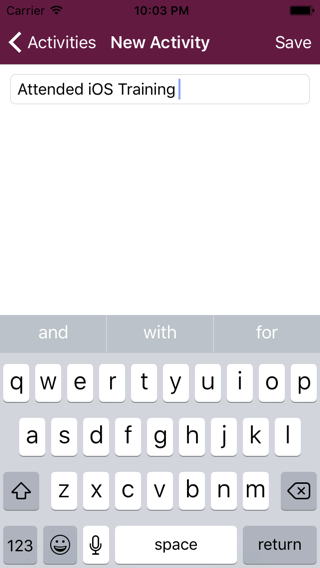 Carrier 10:03 PM
Activities New Activity Save
Attended iOS Training
and with for
q w e r t y u i o p
a s d f g h j k l
z x c v b n m
123 space return